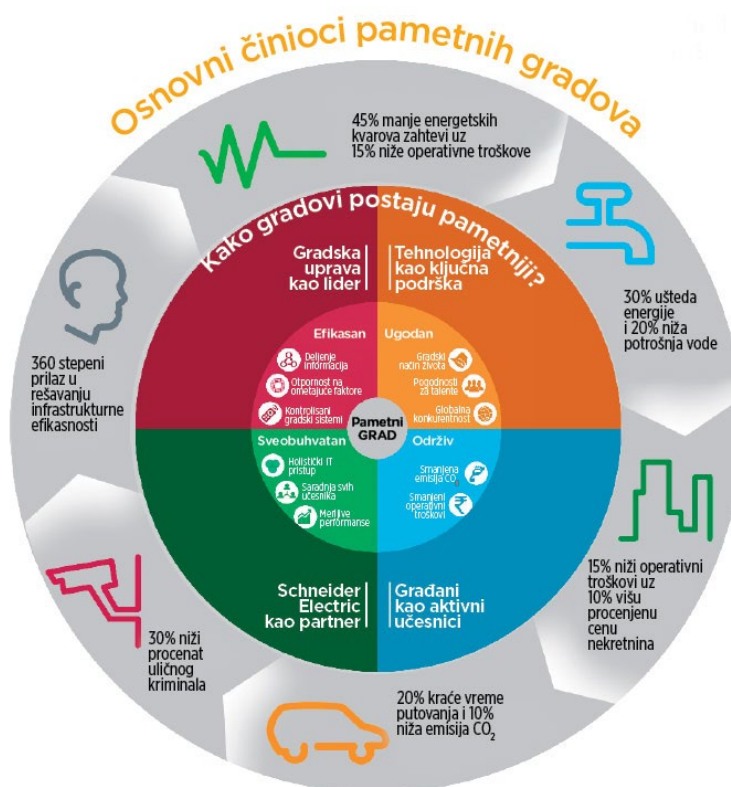 Osnovni činioci pametnih gradova
45% manje energetskih
kvarova zahtevi uz
15% niže operativne troškove
30% ušteda
energije
i 20% niža
potrošnja vode
15% niži operativni
troškovi uz
10% višu
procenjenu
cenu
nekretnina
20% kraće vreme
putovanja i 10%
niža emisija CO₂
30% niži
procenat
uličnog
kriminala
360 stepeni
prilaz u
rešavanju
infrastrukturne
efikasnosti
Kako gradovi postaju pametniji?
Gradska
uprava
kao lider
Tehnologija
kao ključna
podrška
Efikasan
Deljenje
informacija
Otpornost na
ometajuće faktore
Kontrolisani
gradski sistemi
Ugodan
Gradski
način života
Pogodnosti
za talente
Globalna
konkurentnost
Pametni
GRAD
Sveobuhvatan
Holistički IT
pristup
Saradnja svih
učesnika
Merljive
performanse
Održiv
Smanjena
emisija CO₂
Smanjeni
operativni
troškovi
Schneider
Electric
kao partner
Građani
kao aktivni
učesnici